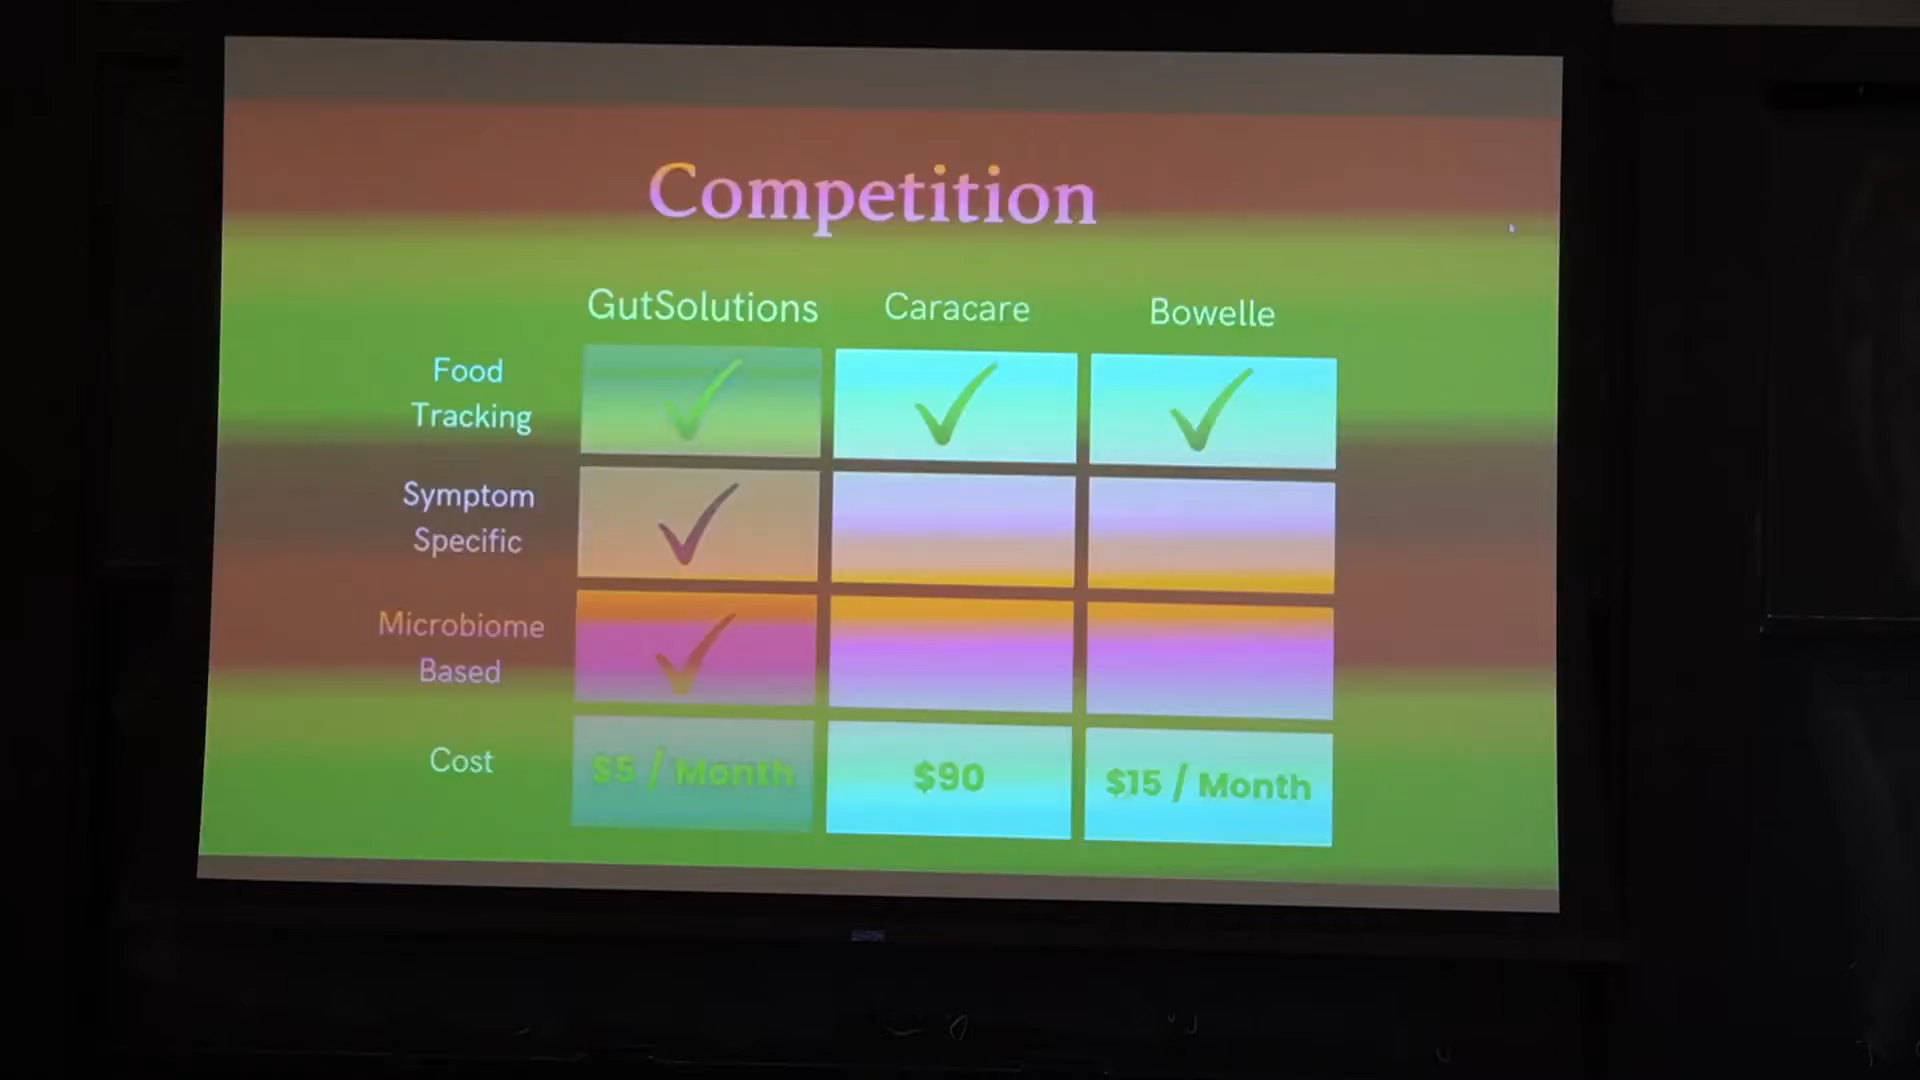 Competition
GutSolutions Caracare Bowelle
Food
Tracking
Symptom
Specific
Microbiome
Based
Cost $5 / Month $90 $15 / Month